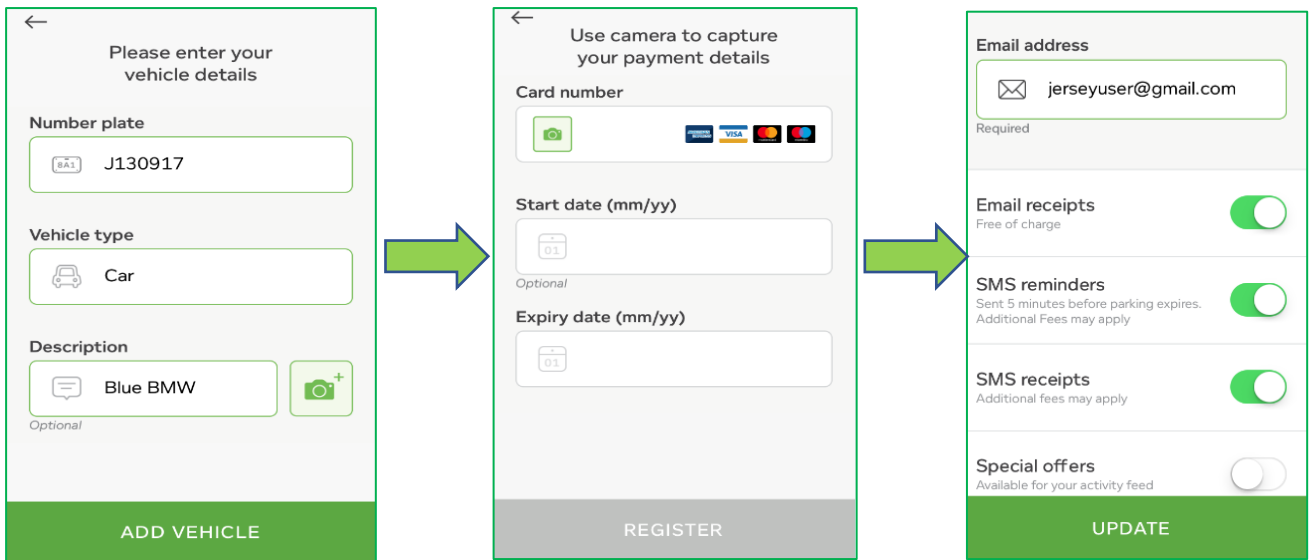 Please enter your
vehicle details
Number plate
8A1
J130917
Vehicle type
Car
Description
Blue BMW
Optional
ADD VEHICLE
Use camera to capture
your payment details
Card number
VISA
Start date (mm/yy)
01
Optional
Expiry date (mm/yy)
01
REGISTER
Email address
jerseyuser@gmail.com
Required
Email receipts
Free of charge
SMS reminders
Sent 5 minutes before parking expires.
Additional Fees may apply
SMS receipts
Additional fees may apply
Special offers
Available for your activity feed
UPDATE